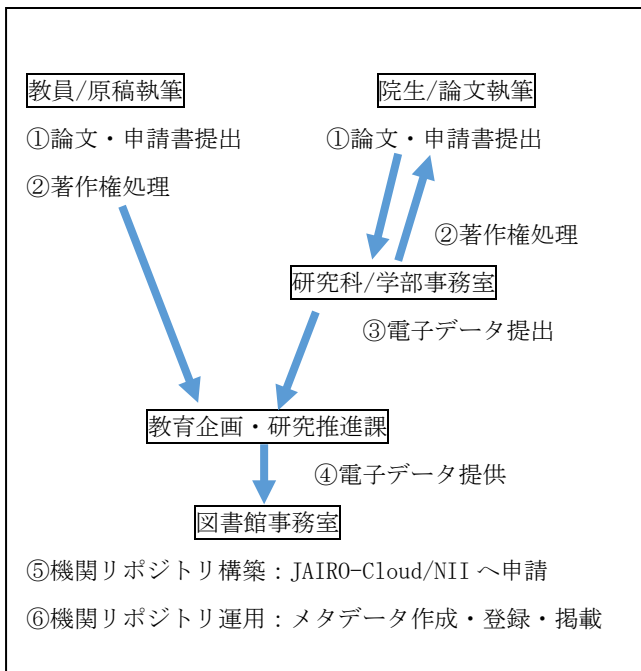 教員/原稿執筆
院生/論文執筆
①論文・申請書提出
①論文・申請書提出
②著作権処理
②著作権処理
研究科/学部事務室
③電子データ提出
教育企画・研究推進課
④電子データ提供
図書館事務室
⑤機関リポジトリ構築：JAIRO-Cloud/NII へ申請
⑥機関リポジトリ運用：メタデータ作成・登録・掲載